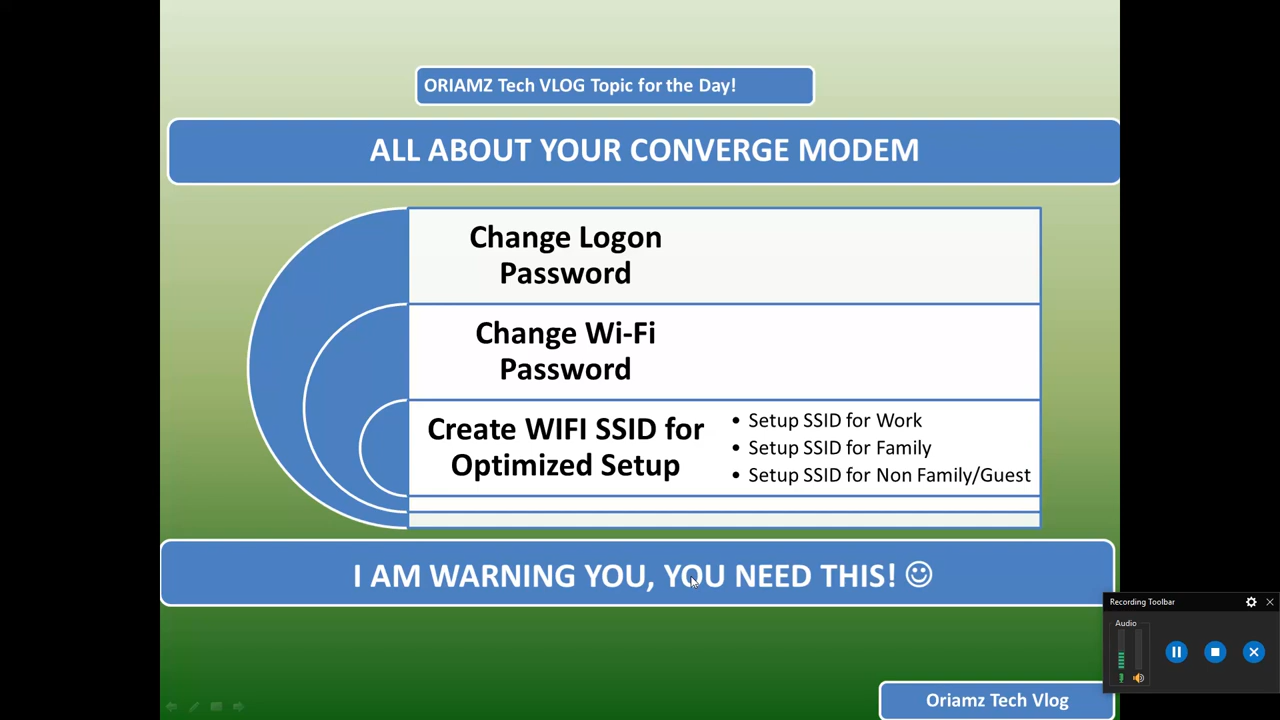 ORIAMZ Tech VLOG Topic for the Day!
ALL ABOUT YOUR CONVERGE MODEM
Change Logon
Password
Change Wi-Fi
Password
Create WIFI SSID for
Optimized Setup
• Setup SSID for Work
• Setup SSID for Family
• Setup SSID for Non Family/Guest
I AM WARNING YOU, YOU NEED THIS! ☺
Recording Toolbar
Audio
Oriamz Tech Vlog